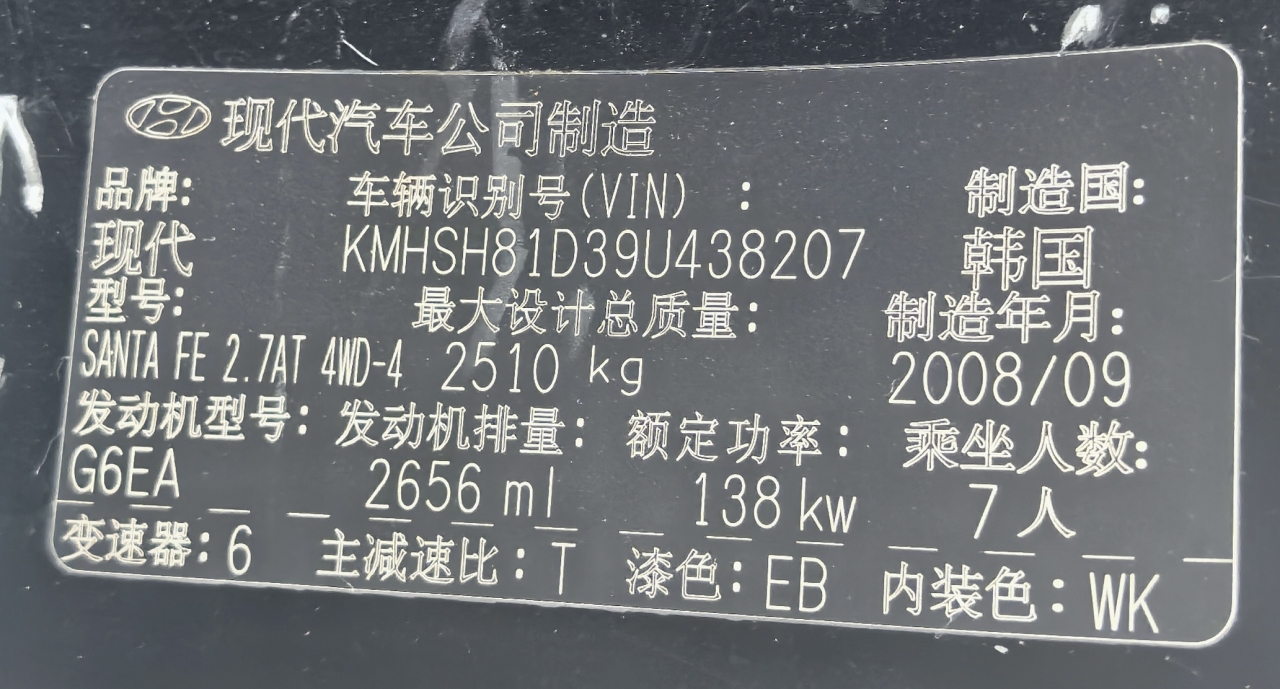 现代汽车公司制造
品牌: 车辆识别号(VIN) : 制造国:
现代 KMHSH81D39U438207 韩国
型号: 最大设计总质量: 制造年月:
SANTA FE 2.7AT 4WD-4 2510 kg 2008/09
发动机型号: 发动机排量: 额定功率: 乘坐人数:
G6EA 2656 ml 138 kw 7人
变速器:6 主减速比:T 漆色:EB 内装色:WK